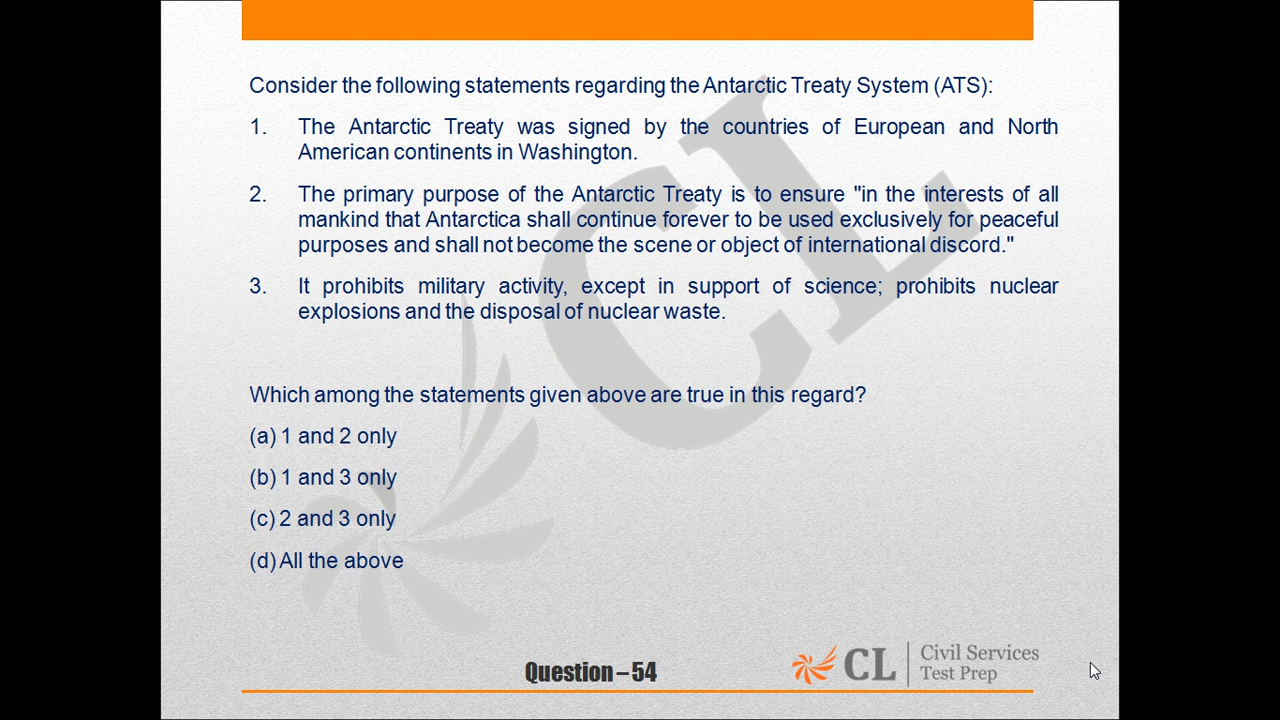 Consider the following statements regarding the Antarctic Treaty System (ATS):
1. The Antarctic Treaty was signed by the countries of European and North
American continents in Washington.
2. The primary purpose of the Antarctic Treaty is to ensure "in the interests of all
mankind that Antarctica shall continue forever to be used exclusively for peaceful
purposes and shall not become the scene or object of international discord."
3. It prohibits military activity, except in support of science; prohibits nuclear
explosions and the disposal of nuclear waste.
Which among the statements given above are true in this regard?
(a) 1 and 2 only
(b) 1 and 3 only
(c) 2 and 3 only
(d) All the above
CL
Question – 54
CL
Civil Services
Test Prep